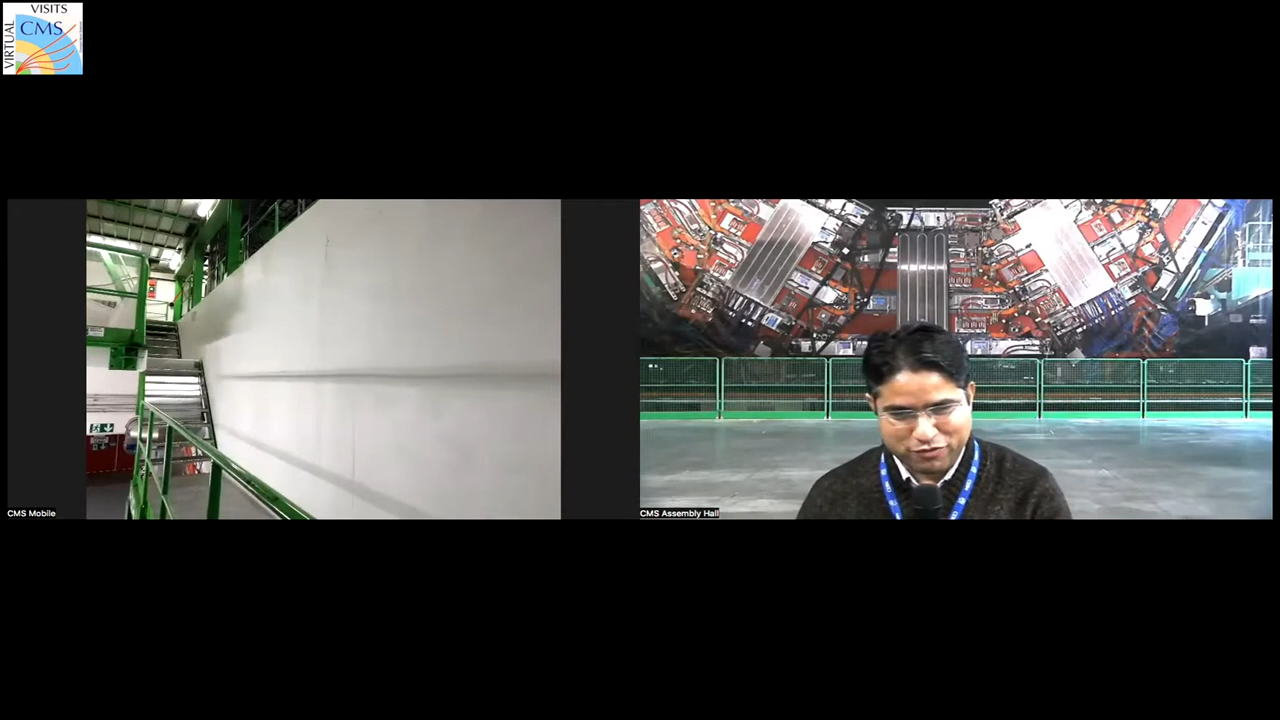 VISITS
VIRTUAL
CMS
CMS Mobile
CMS Assembly Hall